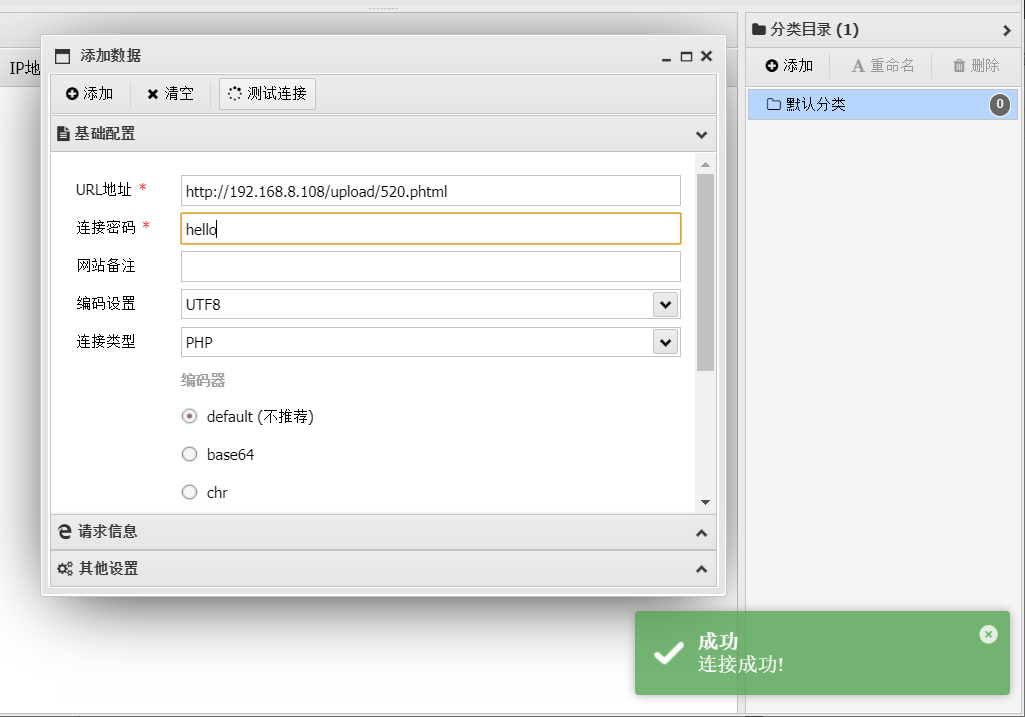 IP地
添加数据
添加 清空 测试连接
基础配置
URL地址 * http://192.168.8.108/upload/520.phtml
连接密码 * hello
网站备注
编码设置 UTF8
连接类型 PHP
编码器
default (不推荐)
base64
chr
请求信息
其他设置
分类目录 (1)
添加 重命名 删除
默认分类 0
成功
连接成功!